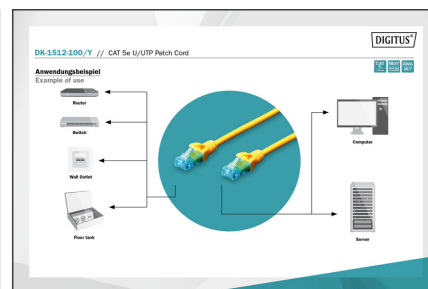 DIGITUS®
DK-1512-100/Y // CAT 5e U/UTP Patch Cord
Anwendungsbeispiel
Example of use
Router
Switch
Wall Outlet
Floor tank
Computer
Server